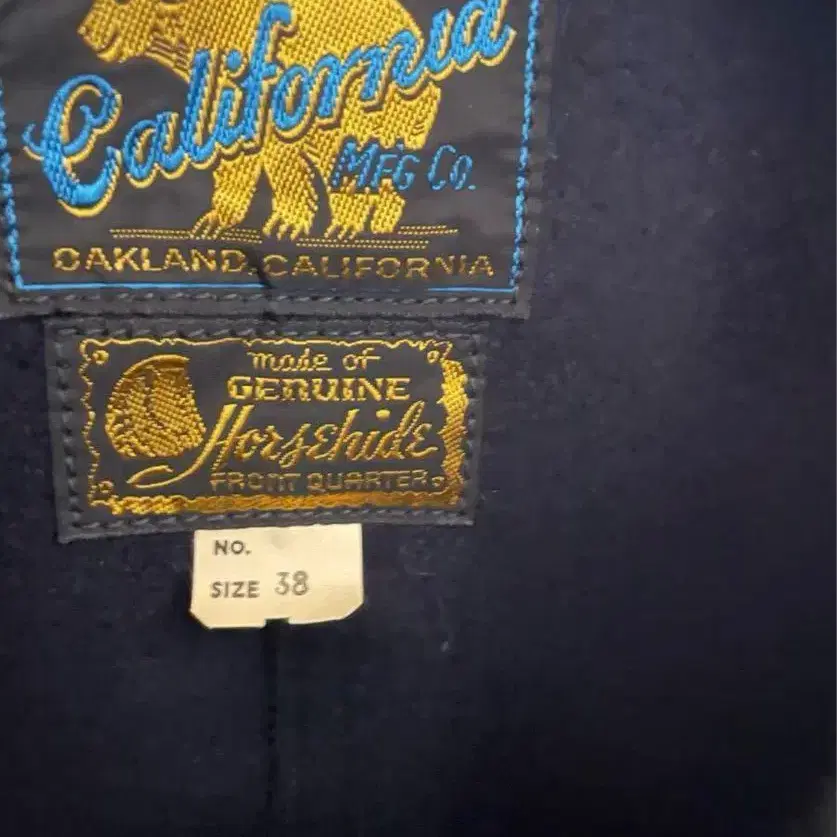 California
MFG Co.
OAKLAND, CALIFORNIA
made of
GENUINE
Horsehide
FRONT QUARTER
NO.
SIZE 38